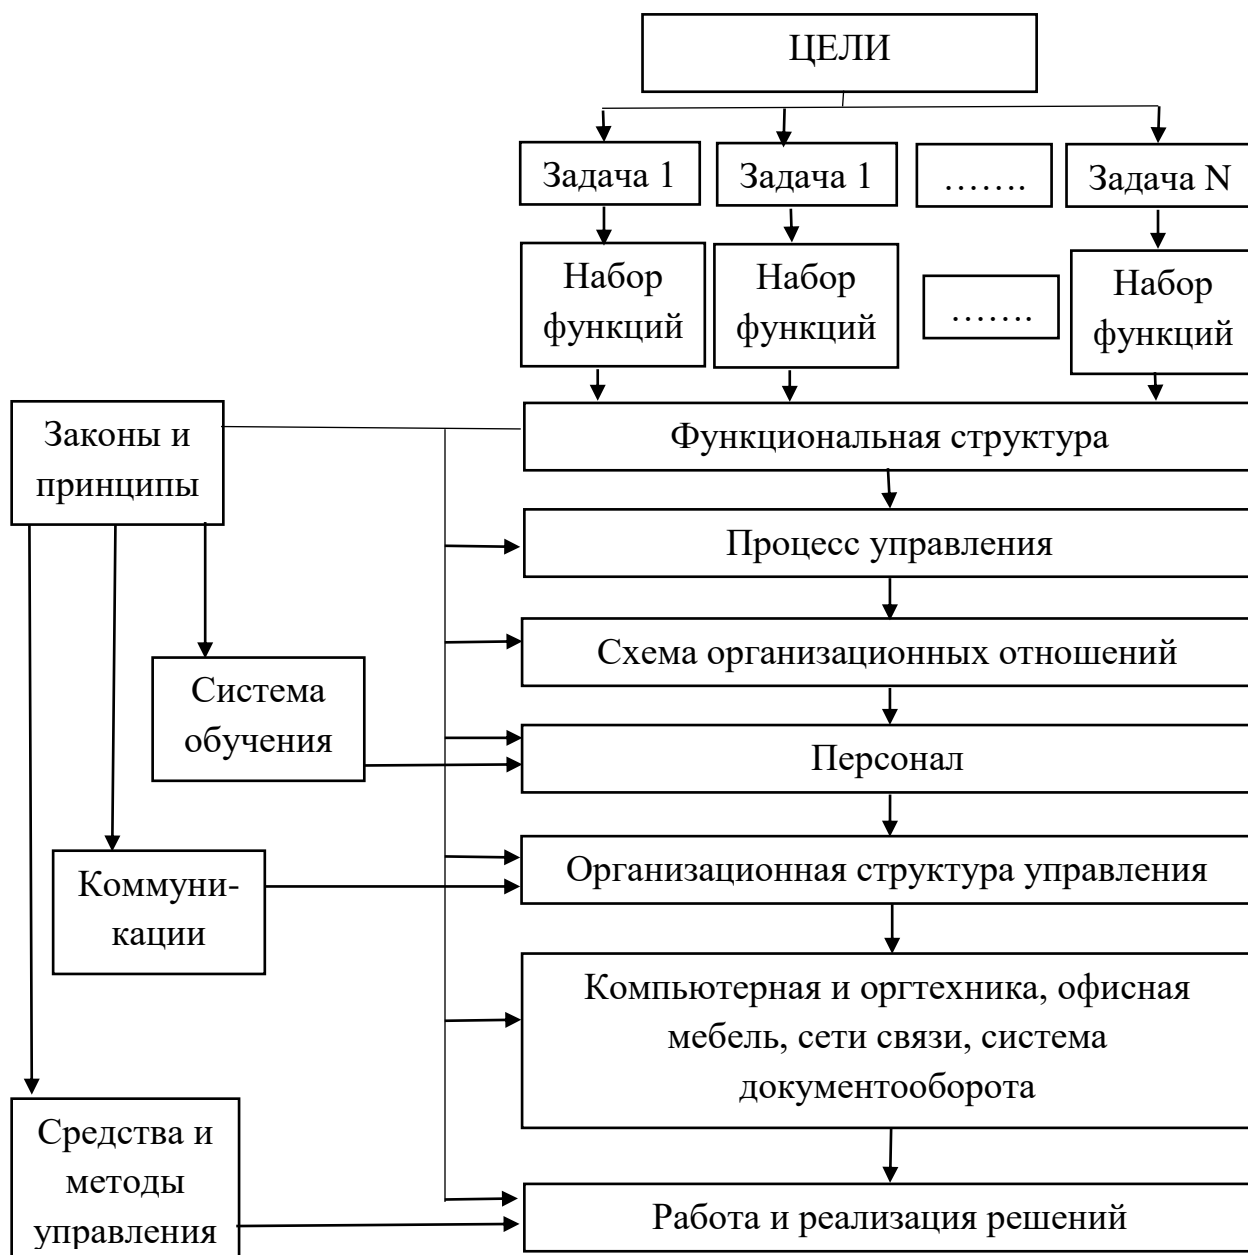 ЦЕЛИ
Задача 1
Задача 1
…….
Задача N
Набор
функций
Набор
функций
…….
Набор
функций
Законы и
принципы
Функциональная структура
Процесс управления
Схема организационных отношений
Система
обучения
Персонал
Коммуни-
кации
Организационная структура управления
Компьютерная и оргтехника, офисная
мебель, сети связи, система
документооборота
Средства и
методы
управления
Работа и реализация решений